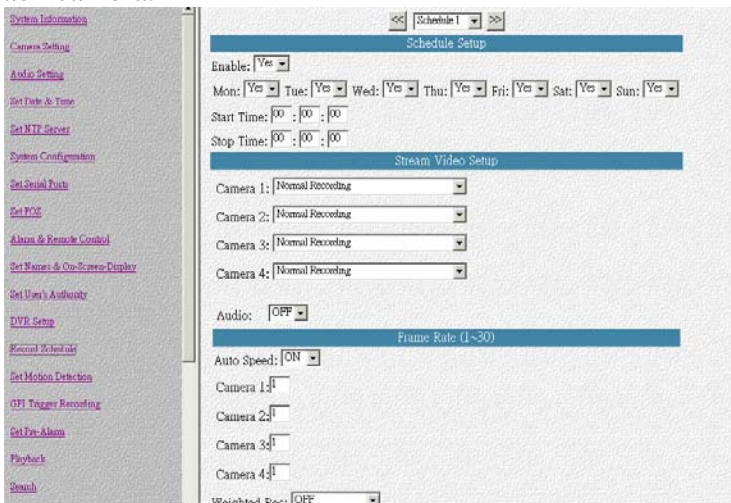 System Information
Camera Setting
Audio Setting
Set Date & Time
Set NTP Server
System Configuration
Set Serial Ports
Set POS
Alarm & Remote Control
Set Names & On-Screen-Display
Set User's Authority
DVR Setup
Record Schedule
Set Motion Detection
GPI Trigger Recording
Set Pre-Alarm
Playback
Search
<< Schedule 1 >>
Schedule Setup
Enable: Yes
Mon: Yes Tue: Yes Wed: Yes Thu: Yes Fri: Yes Sat: Yes Sun: Yes
Start Time: 00 : 00 : 00
Stop Time: 00 : 00 : 00
Stream Video Setup
Camera 1: Normal Recording
Camera 2: Normal Recording
Camera 3: Normal Recording
Camera 4: Normal Recording
Audio: OFF
Frame Rate (1~30)
Auto Speed: ON
Camera 1: 1
Camera 2: 1
Camera 3: 1
Camera 4: 1
Weighted Rec: OFF